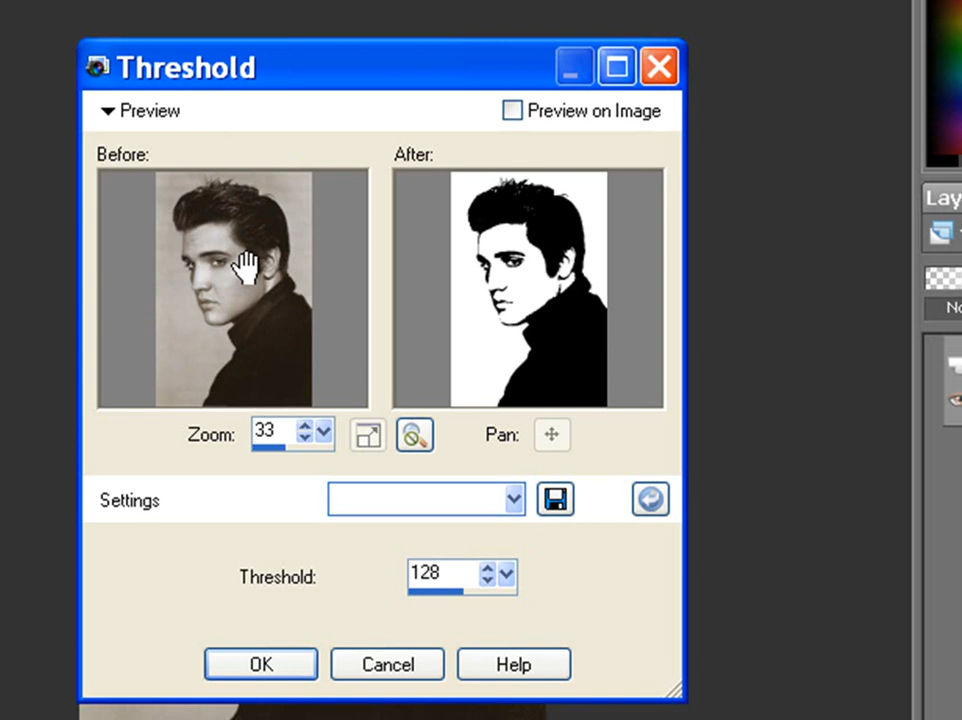 Threshold
Preview
Preview on Image
Before:
After:
Zoom: 33
Pan:
Settings
Threshold: 128
OK
Cancel
Help
Lay
No